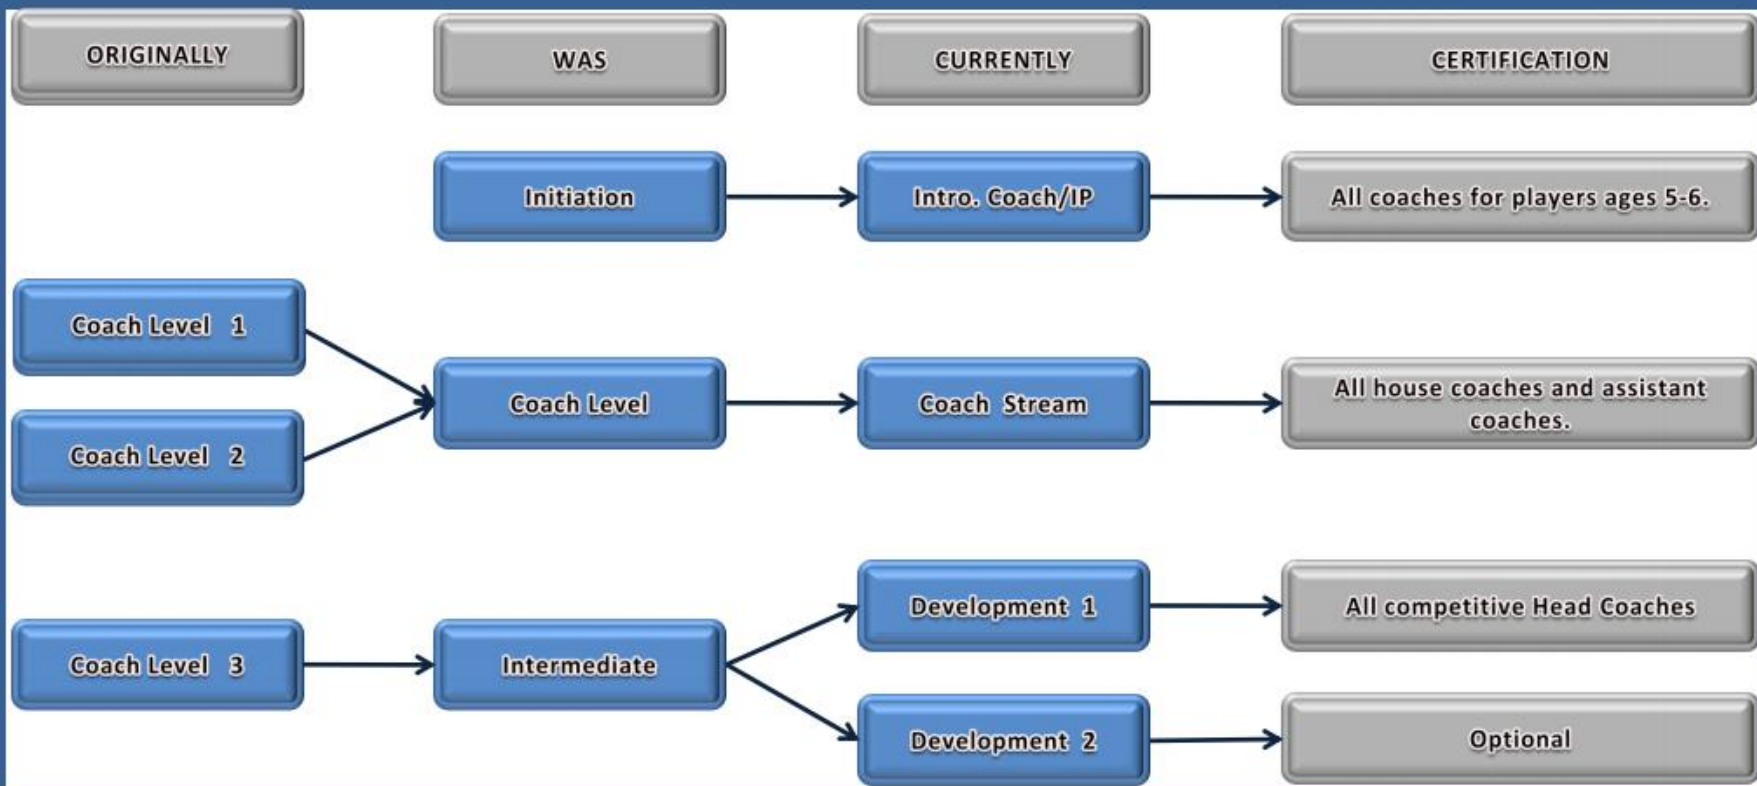 ORIGINALLY
WAS
CURRENTLY
CERTIFICATION
Initiation
Intro. Coach/IP
All coaches for players ages 5-6.
Coach Level 1
Coach Level 2
Coach Level
Coach Stream
All house coaches and assistant
coaches.
Coach Level 3
Intermediate
Development 1
All competitive Head Coaches
Development 2
Optional